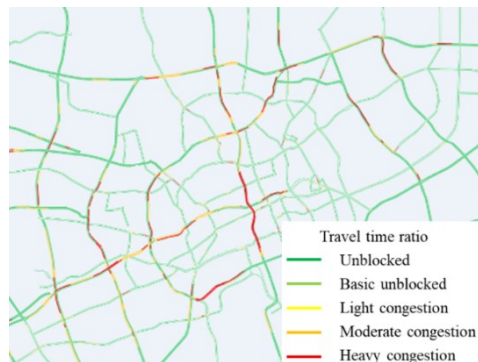 Travel time ratio
Unblocked
Basic unblocked
Light congestion
Moderate congestion
Heavy congestion